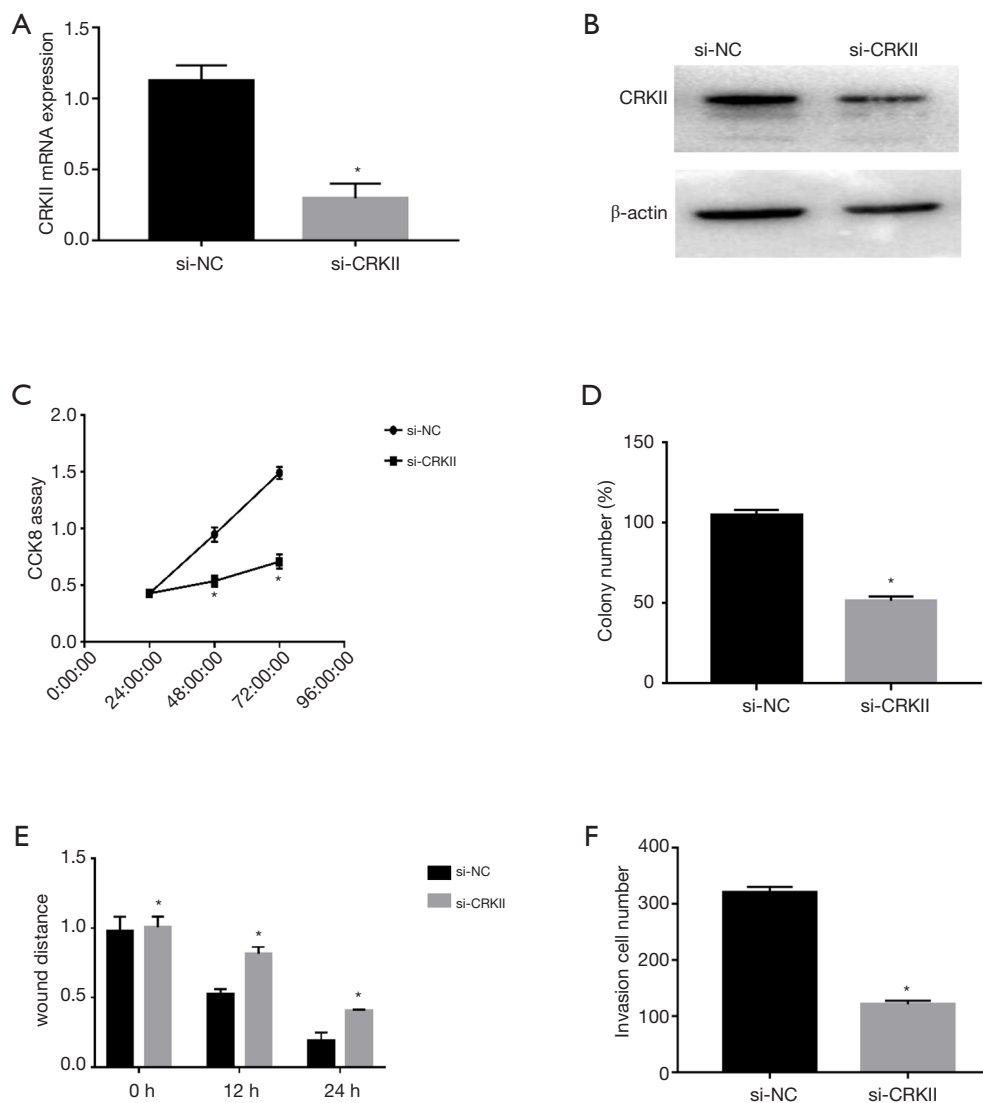 A
CRKII mRNA expression
1.5
1.0
0.5
0.0
*
si-NC
si-CRKII
B
si-NC
si-CRKII
CRKII
β-actin
C
CCK8 assay
2.0
1.5
1.0
0.5
0.0
*
*
0:00:00
24:00:00
48:00:00
72:00:00
96:00:00
si-NC
si-CRKII
D
Colony number (%)
150
100
50
0
*
si-NC
si-CRKII
E
wound distance
1.5
1.0
0.5
0.0
*
*
*
0 h
12 h
24 h
si-NC
si-CRKII
F
Invasion cell number
400
300
200
100
0
*
si-NC
si-CRKII